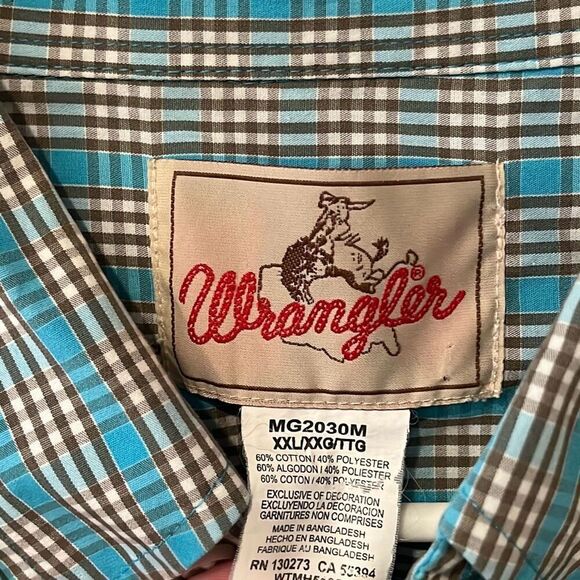 Wrangler®
MG2030M
XXL/XXG/TTG
60% COTTON / 40% POLYESTER
60% ALGODON / 40% POLIESTER
60% COTON / 40% POLYESTER
EXCLUSIVE OF DECORATION
EXCLUYENDO LA DECORACION
GARNITURES NON COMPRISES
MADE IN BANGLADESH
HECHO EN BANGLADESH
FABRIQUE AU BANGLADESH
RN 130273 CA 55394